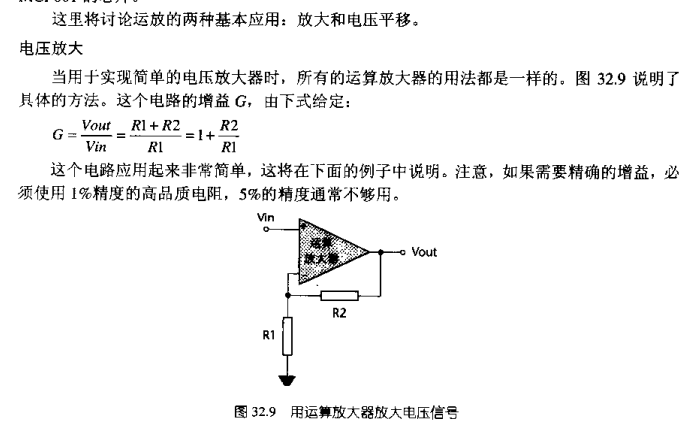 这里将讨论运放的两种基本应用：放大和电压平移。
电压放大
当用于实现简单的电压放大器时，所有的运算放大器的用法都是一样的。图 32.9 说明了
具体的方法。这个电路的增益 G，由下式给定：
G = Vout / Vin = R1 + R2 / R1 = 1 + R2 / R1
这个电路应用起来非常简单，这将在下面的例子中说明。注意，如果需要精确的增益，必
须使用 1%精度的高品质电阻，5%的精度通常不够用。
Vin
+
运算
放大器
−
Vout
R2
R1
图 32.9 用运算放大器放大电压信号